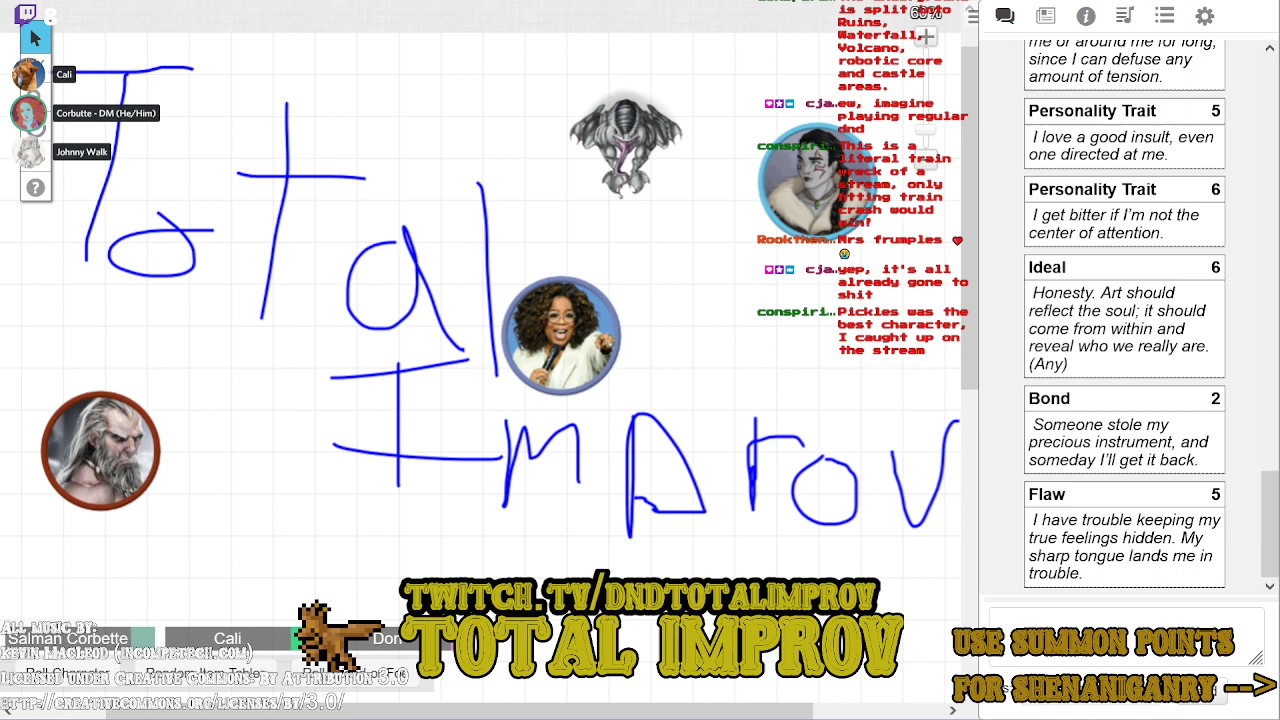 60%
Cali
Corbutte - DM (He/Him)
Johnny Walk
Total
Improv
is split into
Ruins,
Waterfall,
Volcano,
robotic core
and castle
areas.
cja… ew, imagine
playing regular
dnd
conspiri… This is a
literal train
wreck of a
stream, only
fitting train
crash would
win!
Rookthen… Mrs frumples
cja… yep, it's all
already gone to
shit
conspiri… Pickles was the
best character,
I caught up on
the stream
me or around me for long,
since I can defuse any
amount of tension.
Personality Trait 5
I love a good insult, even
one directed at me.
Personality Trait 6
I get bitter if I'm not the
center of attention.
Ideal 6
Honesty. Art should
reflect the soul; it should
come from within and
reveal who we really are.
(Any)
Bond 2
Someone stole my
precious instrument, and
someday I'll get it back.
Flaw 5
I have trouble keeping my
true feelings hidden. My
sharp tongue lands me in
trouble.
TWITCH.TV/DNDTOTALIMPROV
TOTAL IMPROV
USE SUMMON POINTS
FOR SHENANIGANRY -->
ALL MUSIC BY:
Salman Corbette Cali Don
KEVIN MACLEOD (INCOMPETECH.COM)
LICENSED UNDER CREATIVE COMMONS: BY ATTRIBUTION 3.0
HTTP://CREATIVECOMMONS.ORG/LICENSES/BY/3.0/